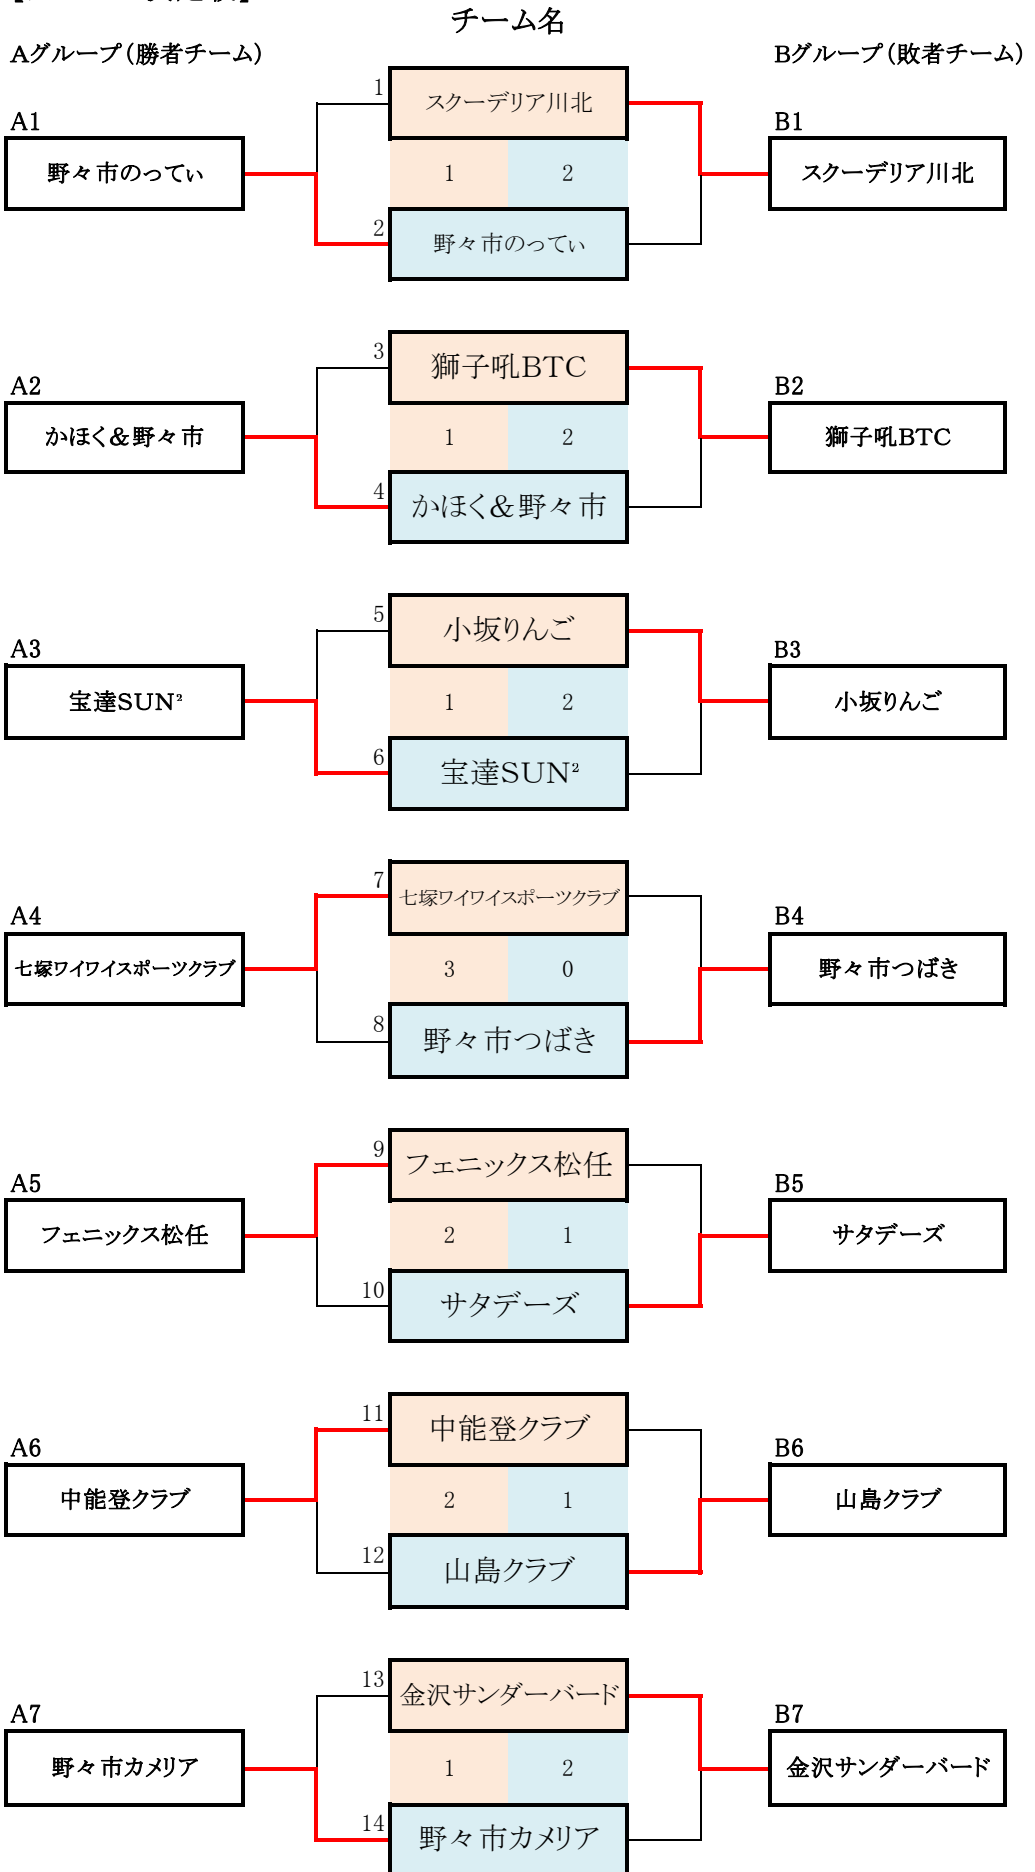 チーム名
Aグループ（勝者チーム） Bグループ（敗者チーム）
1 スクーデリア川北
A1 B1
野々市のってぃ 1 2 スクーデリア川北
2 野々市のってぃ
3 獅子吼BTC
A2 B2
かほく&野々市 1 2 獅子吼BTC
4 かほく&野々市
5 小坂りんご
A3 B3
宝達SUN² 1 2 小坂りんご
6 宝達SUN²
7 七塚ワイワイスポーツクラブ
A4 B4
七塚ワイワイスポーツクラブ 3 0 野々市つばき
8 野々市つばき
9 フェニックス松任
A5 B5
フェニックス松任 2 1 サタデーズ
10 サタデーズ
11 中能登クラブ
A6 B6
中能登クラブ 2 1 山島クラブ
12 山島クラブ
13 金沢サンダーバード
A7 B7
野々市カメリア 1 2 金沢サンダーバード
14 野々市カメリア